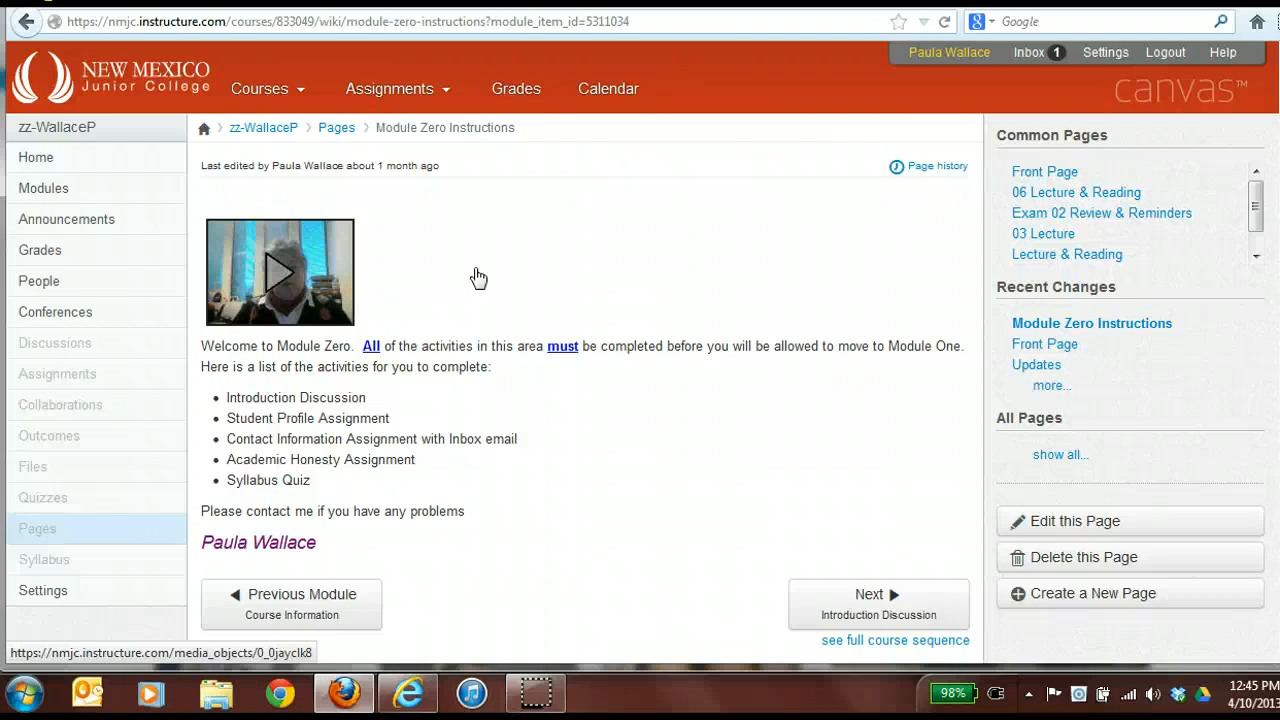 https://nmjc.instructure.com/courses/833049/wiki/module-zero-instructions?module_item_id=5311034
Google
Paula Wallace Inbox 1 Settings Logout Help
NEW MEXICO
Junior College
Courses Assignments Grades Calendar
canvas™
zz-WallaceP
Home
Modules
Announcements
Grades
People
Conferences
Discussions
Assignments
Collaborations
Outcomes
Files
Quizzes
Pages
Syllabus
Settings
zz-WallaceP Pages Module Zero Instructions
Last edited by Paula Wallace about 1 month ago
Page history
Welcome to Module Zero. All of the activities in this area must be completed before you will be allowed to move to Module One.
Here is a list of the activities for you to complete:
• Introduction Discussion
• Student Profile Assignment
• Contact Information Assignment with Inbox email
• Academic Honesty Assignment
• Syllabus Quiz
Please contact me if you have any problems
Paula Wallace
Previous Module
Course Information
Next
Introduction Discussion
see full course sequence
Common Pages
Front Page
06 Lecture & Reading
Exam 02 Review & Reminders
03 Lecture
Lecture & Reading
Recent Changes
Module Zero Instructions
Front Page
Updates
more...
All Pages
show all...
Edit this Page
Delete this Page
Create a New Page
https://nmjc.instructure.com/media_objects/0_0jayclk8
98%
12:45 PM
4/10/2013